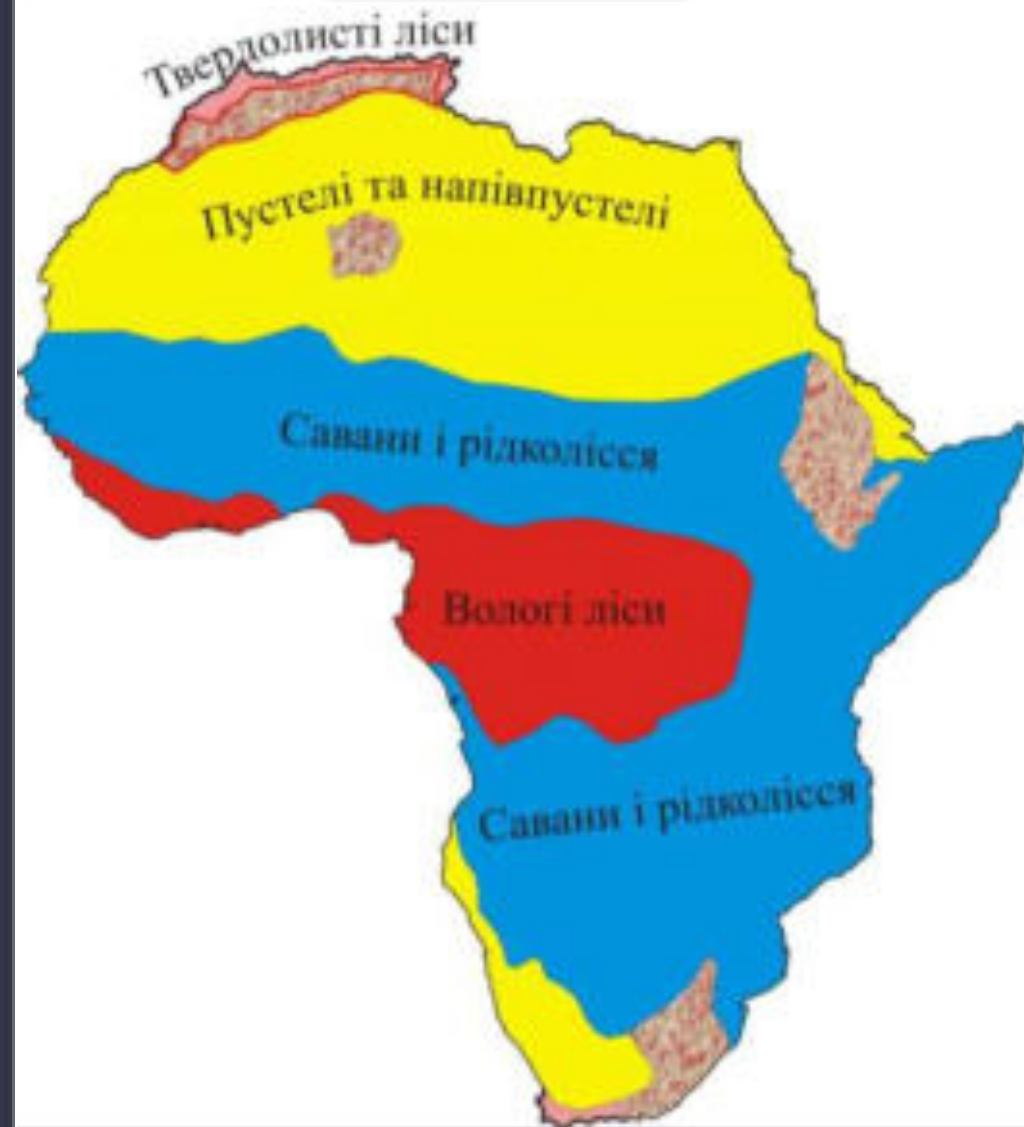 Твердолисті ліси
Пустелі та напівпустелі
Савани і рідколісся
Вологі ліси
Савани і рідколісся